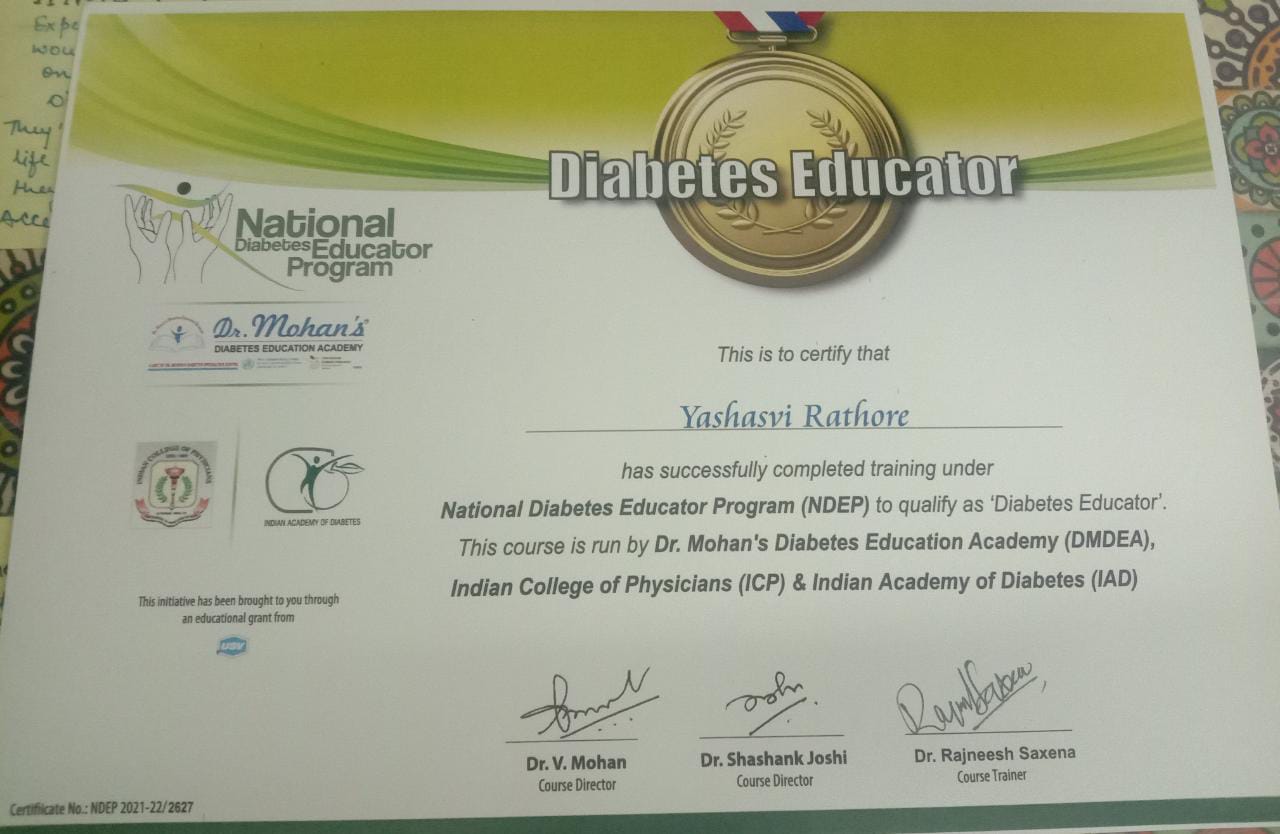 Expe
wou
on
They'
life
Acce
Diabetes Educator
National
Diabetes Educator
Program
Dr. Mohan's
DIABETES EDUCATION ACADEMY
INDIAN COLLEGE OF PHYSICIANS
INDIAN ACADEMY OF DIABETES
This initiative has been brought to you through
an educational grant from
USV
This is to certify that
Yashasvi Rathore
has successfully completed training under
National Diabetes Educator Program (NDEP) to qualify as 'Diabetes Educator'.
This course is run by Dr. Mohan's Diabetes Education Academy (DMDEA),
Indian College of Physicians (ICP) & Indian Academy of Diabetes (IAD)
Dr. V. Mohan
Course Director
Dr. Shashank Joshi
Course Director
Dr. Rajneesh Saxena
Course Trainer
Certifiicate No.: NDEP 2021-22/2627